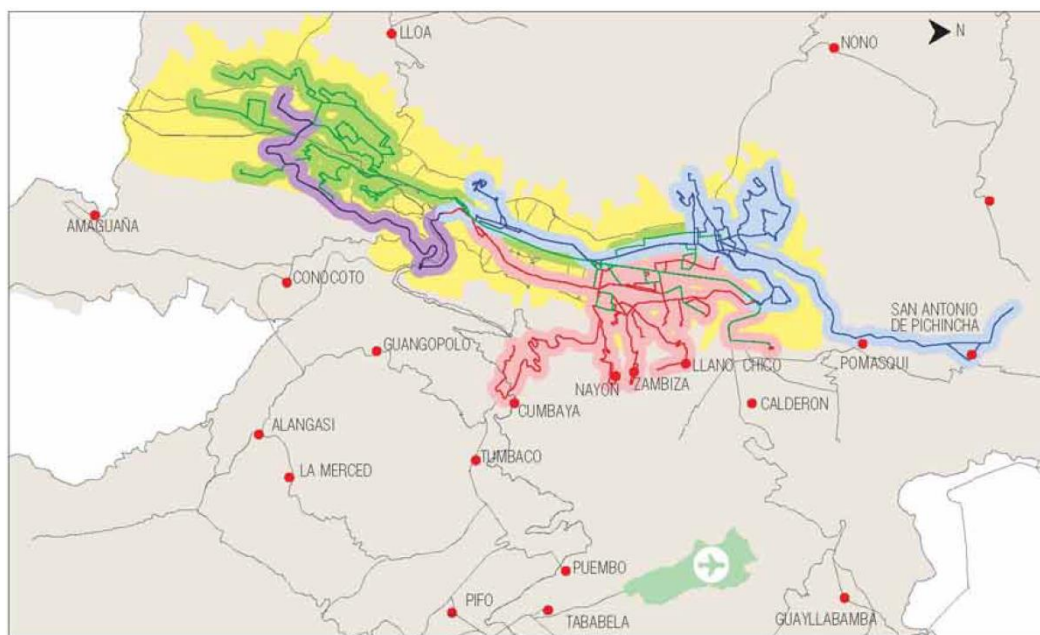 LLOA
N
NONO
AMAGUAÑA
CONOCOTO
SAN ANTONIO
DE PICHINCHA
GUANGOPOLO
POMASQUI
LLANO CHICO
NAYON
ZAMBIZA
CUMBAYA
CALDERON
ALANGASI
TUMBACO
LA MERCED
PUEMBO
PIFO
TABABELA
GUAYLLABAMBA